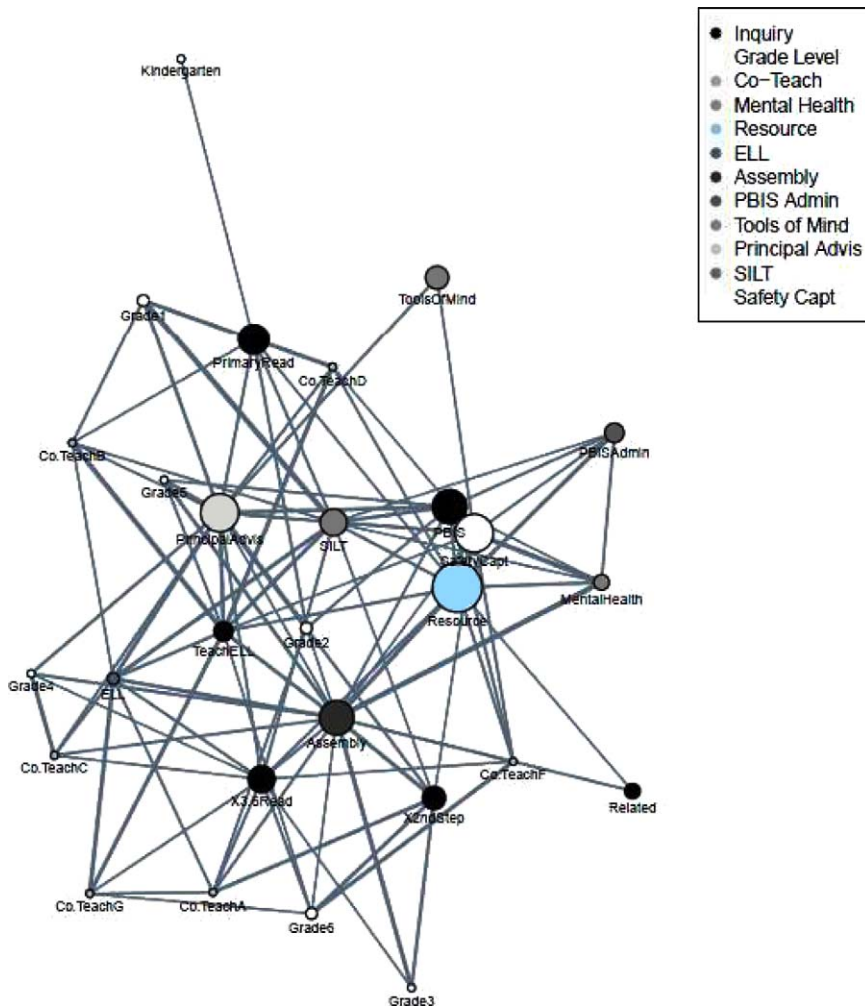 Inquiry
Grade Level
Co-Teach
Mental Health
Resource
ELL
Assembly
PBIS Admin
Tools of Mind
Principal Advis
SILT
Safety Capt
Kindergarten
ToolsOfMind
Grade1
PrimaryRead
Co.TeachD
Co.TeachB
PBISAdmin
Grade5
PrincipalAdvis
SILT
PBIS
SafetyCapt
MentalHealth
Resource
TeachELL
Grade2
Grade4
ELL
Assembly
Co.TeachC
X3.6Read
Co.TeachF
X2ndStep
Related
Co.TeachG
Co.TeachA
Grade6
Grade3